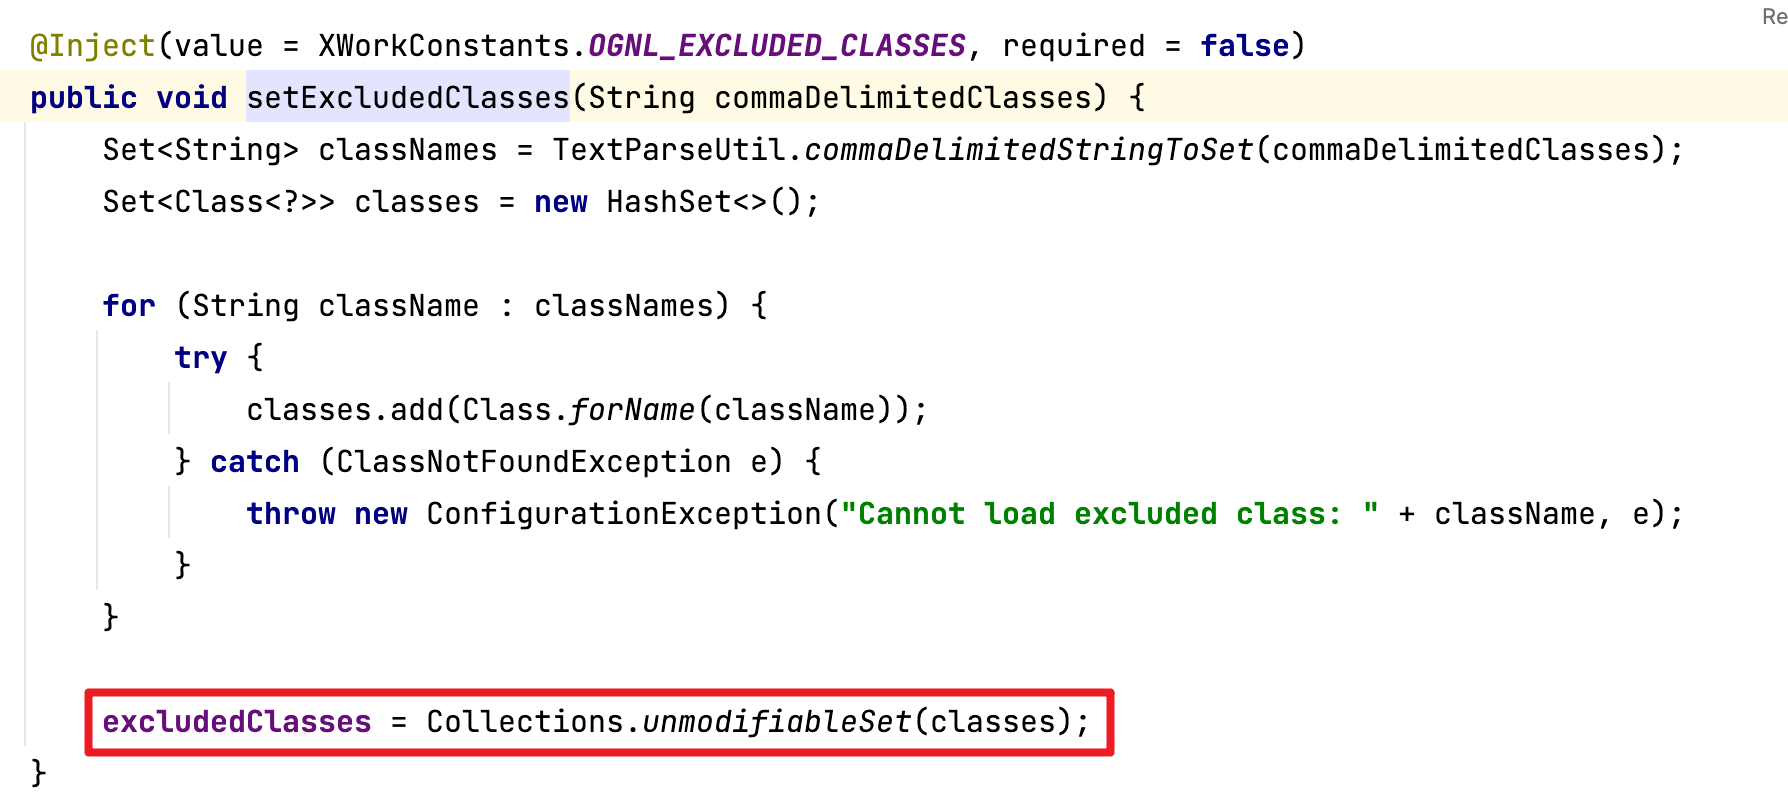 Re
@Inject(value = XWorkConstants.OGNL_EXCLUDED_CLASSES, required = false)
public void setExcludedClasses(String commaDelimitedClasses) {
    Set<String> classNames = TextParseUtil.commaDelimitedStringToSet(commaDelimitedClasses);
    Set<Class<?>> classes = new HashSet<>();
    for (String className : classNames) {
        try {
            classes.add(Class.forName(className));
        } catch (ClassNotFoundException e) {
            throw new ConfigurationException("Cannot load excluded class: " + className, e);
        }
    }
    excludedClasses = Collections.unmodifiableSet(classes);
}